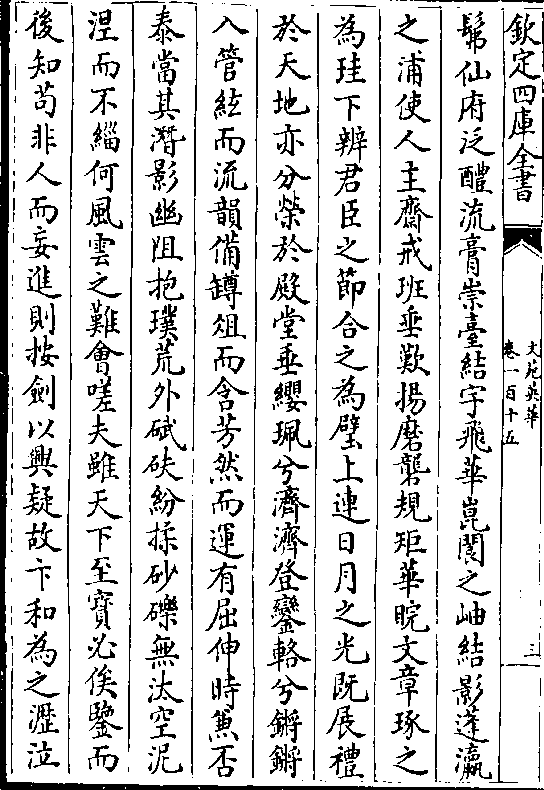 欽定四庫全書
文苑英華
卷一百十五
三
髴仙府泛醴流膏崇臺結宇飛華崑閬之岫結影蓬瀛
之浦使人主齋戒班垂歎揚磨礱規矩華晥文章琢之
為珪下辨君臣之節合之為璧上連日月之光既展禮
於天地亦分榮於殿堂垂纓珮兮濟濟登鑾輅兮鏘鏘
入管絃而流韻備罇俎而含芳然而運有屈伸時兼否
泰當其潛影幽阻抱璞荒外碔砆紛揉砂礫無汰空泥
涅而不緇何風雲之難會嗟夫雖天下至寳必俟鑒而
後知苟非人而妄進則按劍以興疑故卞和為之瀝泣